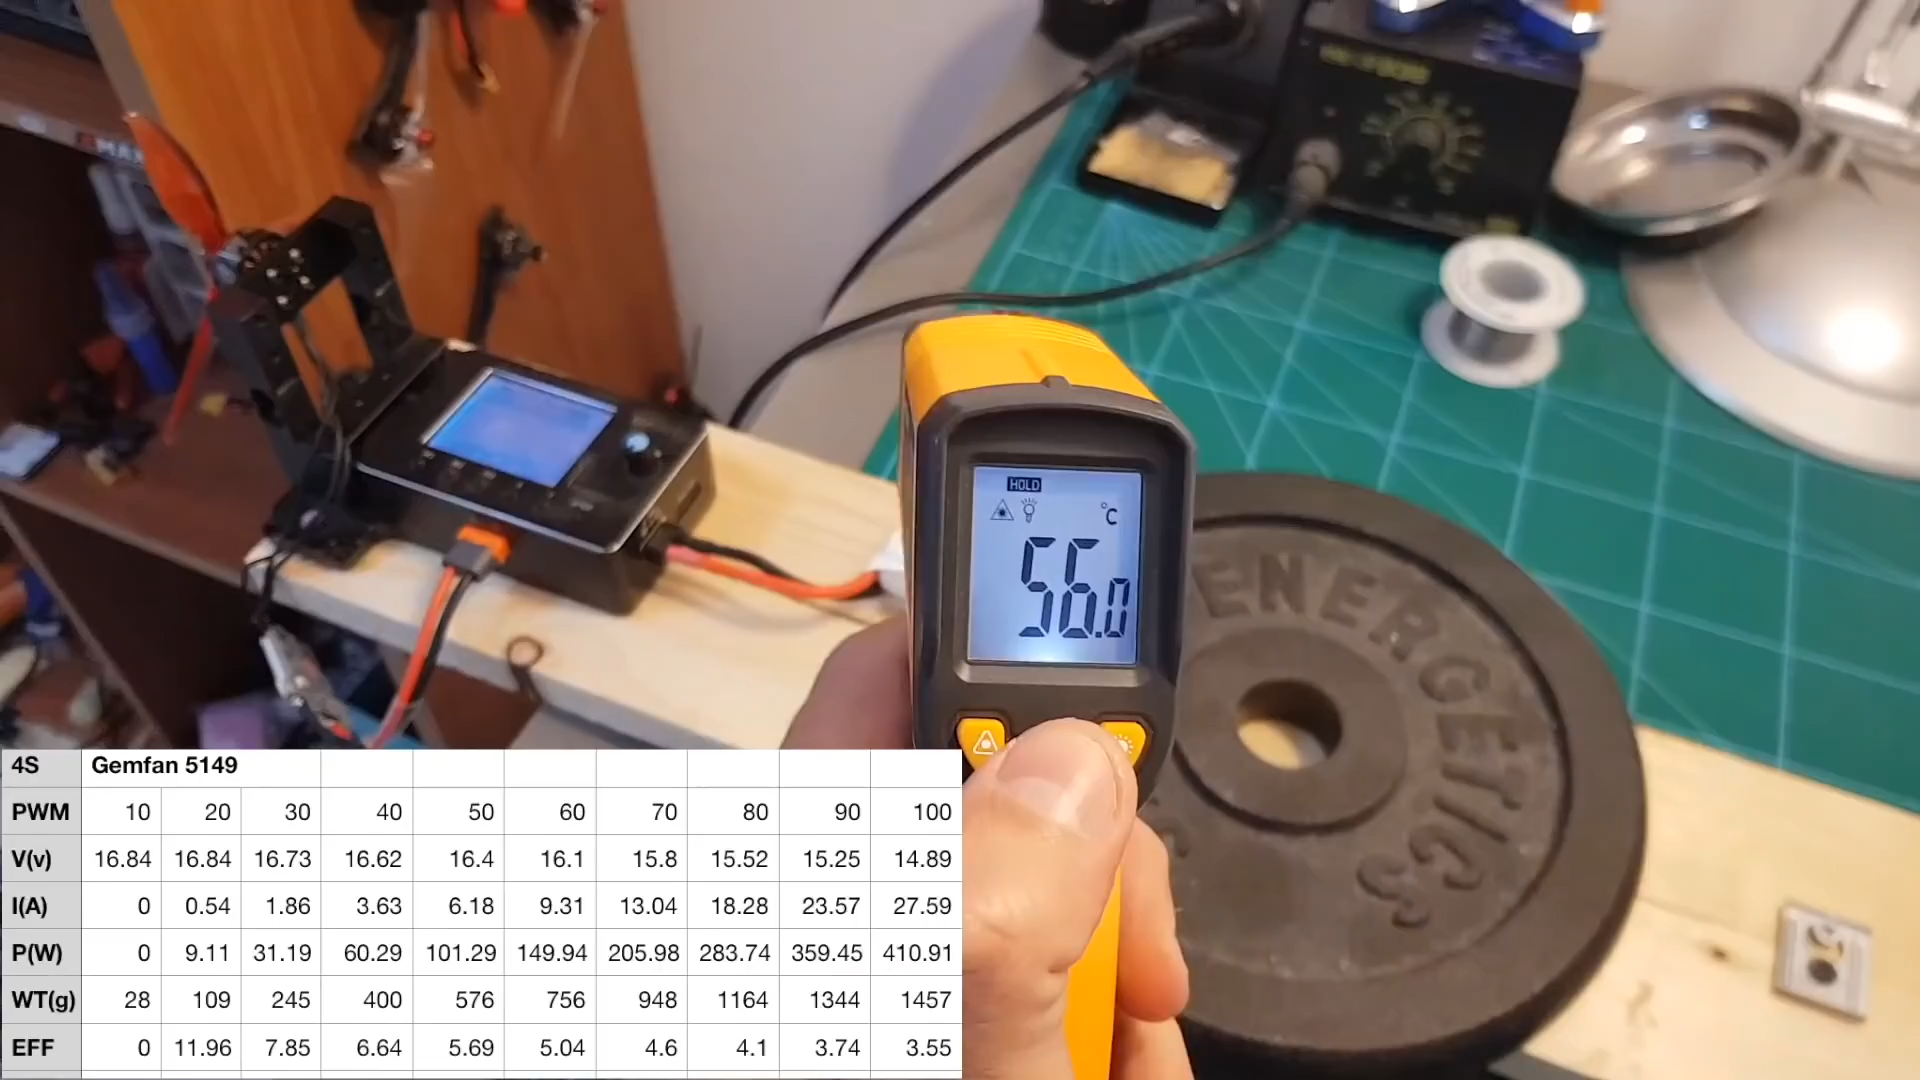 HOLD
°C
56.0
ENERGETICS
4S Gemfan 5149
PWM 10 20 30 40 50 60 70 80 90 100
V(v) 16.84 16.84 16.73 16.62 16.4 16.1 15.8 15.52 15.25 14.89
I(A) 0 0.54 1.86 3.63 6.18 9.31 13.04 18.28 23.57 27.59
P(W) 0 9.11 31.19 60.29 101.29 149.94 205.98 283.74 359.45 410.91
WT(g) 28 109 245 400 576 756 948 1164 1344 1457
EFF 0 11.96 7.85 6.64 5.69 5.04 4.6 4.1 3.74 3.55